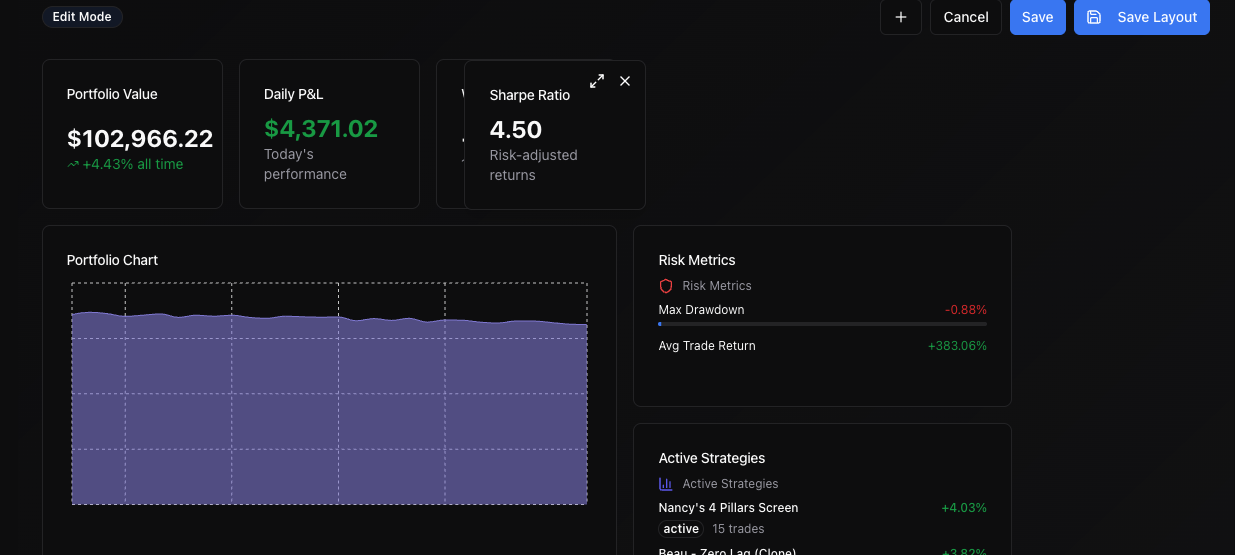 Edit Mode
Cancel
Save
Save Layout
Portfolio Value
$102,966.22
+4.43% all time
Daily P&L
$4,371.02
Today's
performance
Sharpe Ratio
4.50
Risk-adjusted
returns
Portfolio Chart
Risk Metrics
Risk Metrics
Max Drawdown
-0.88%
Avg Trade Return
+383.06%
Active Strategies
Active Strategies
Nancy's 4 Pillars Screen
+4.03%
active 15 trades
Beau - Zero Lag (Clone)
+3.82%